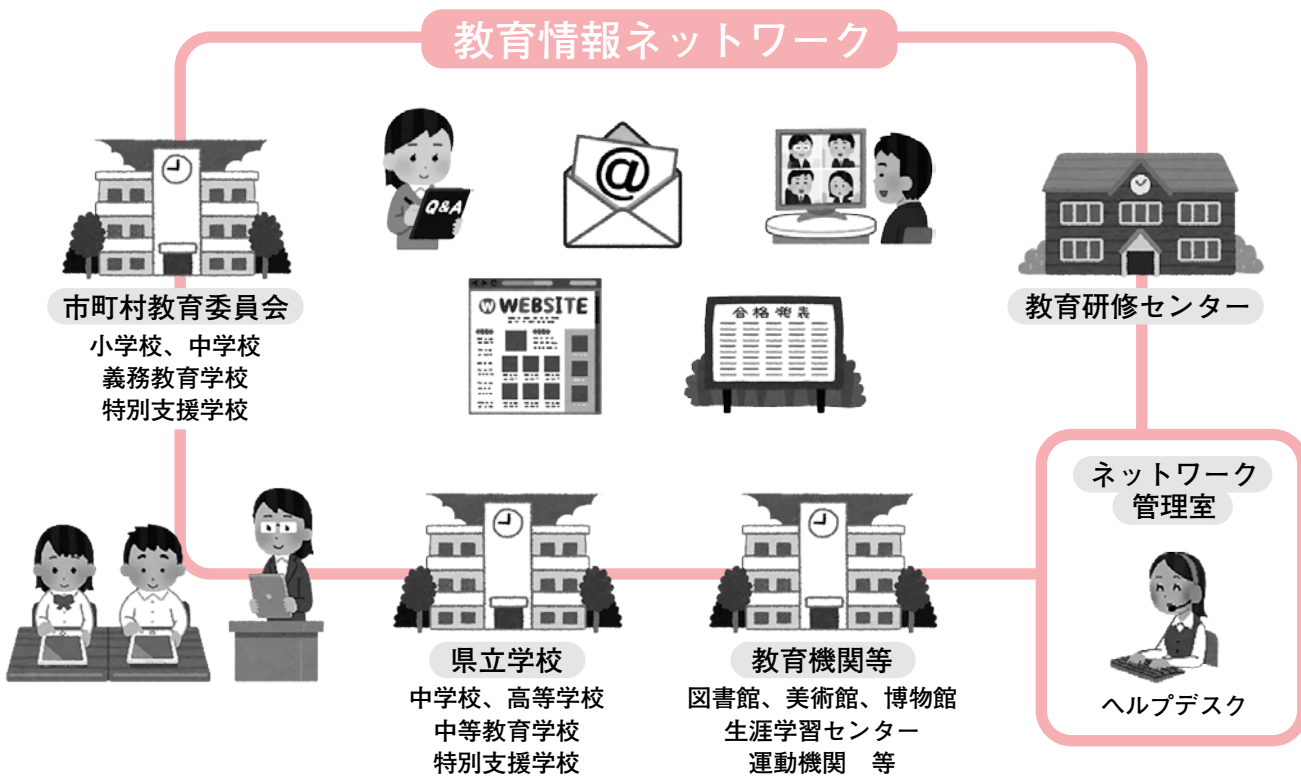 教育情報ネットワーク
Q&A
@
WEBSITE
合格発表
市町村教育委員会
小学校、中学校
義務教育学校
特別支援学校
教育研修センター
ネットワーク
管理室
ヘルプデスク
県立学校
中学校、高等学校
中等教育学校
特別支援学校
教育機関等
図書館、美術館、博物館
生涯学習センター
運動機関　等